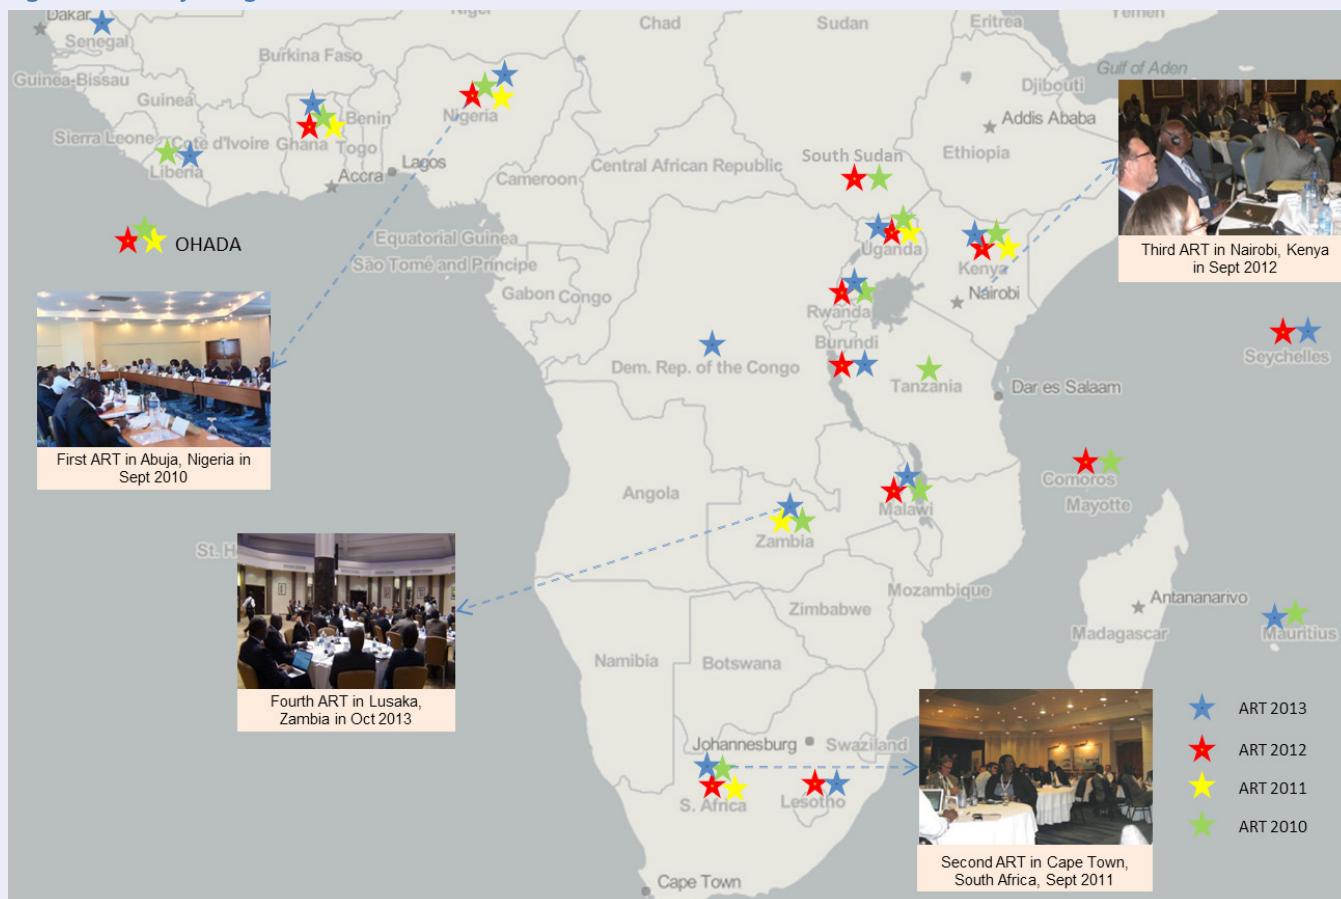 Dakar
Senegal
Guinea-Bissau
Guinea
Sierra Leone
Liberia
Côte d'Ivoire
Burkina Faso
Ghana
Togo
Benin
Accra
Lagos
Nigeria
Niger
Chad
Sudan
Eritrea
Yemen
Gulf of Aden
Djibouti
Addis Ababa
Ethiopia
South Sudan
Central African Republic
Cameroon
Equatorial Guinea
São Tomé and Príncipe
Gabon
Congo
OHADA
Uganda
Kenya
Nairobi
Rwanda
Burundi
Dem. Rep. of the Congo
Tanzania
Dar es Salaam
Seychelles
Third ART in Nairobi, Kenya
in Sept 2012
First ART in Abuja, Nigeria in
Sept 2010
Angola
Zambia
Malawi
Comoros
Mayotte
St. H
Mozambique
Zimbabwe
Antananarivo
Madagascar
Mauritius
Namibia
Botswana
Fourth ART in Lusaka,
Zambia in Oct 2013
Johannesburg
Swaziland
S. Africa
Lesotho
Cape Town
Second ART in Cape Town,
South Africa, Sept 2011
ART 2013
ART 2012
ART 2011
ART 2010